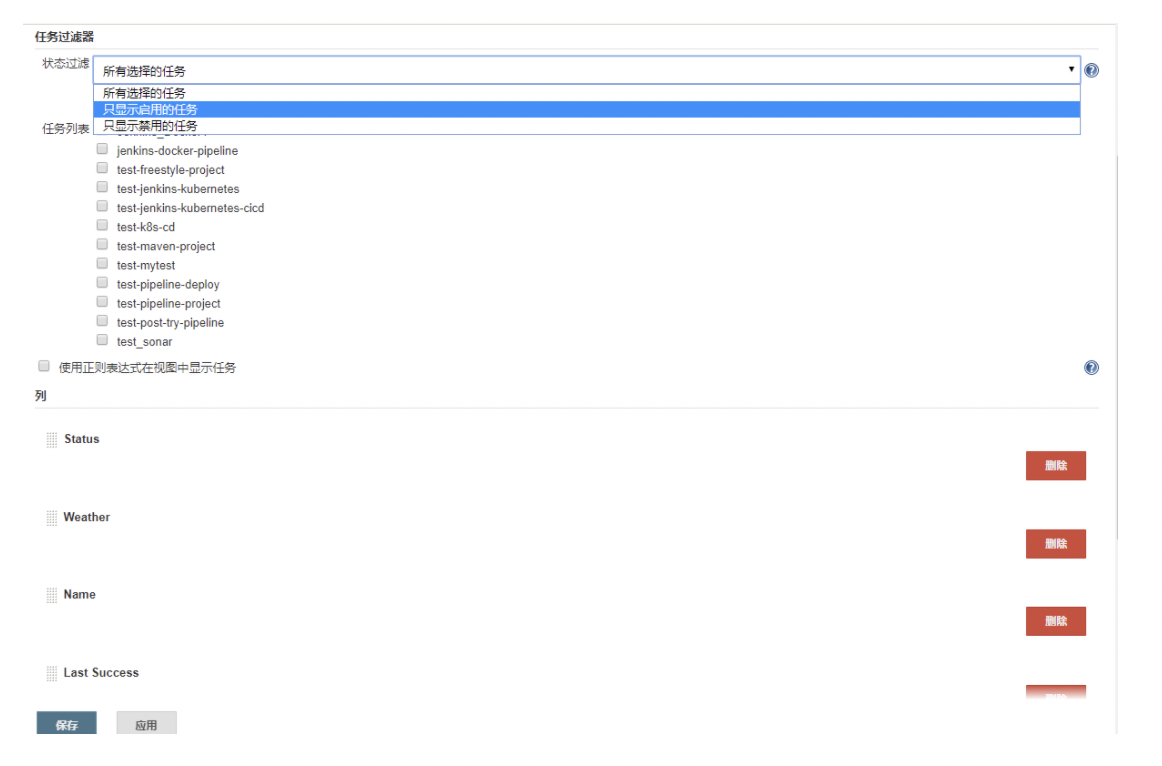 任务过滤器
状态过滤 所有选择的任务
所有选择的任务
只显示启用的任务
任务列表 只显示禁用的任务
jenkins-docker-pipeline
test-freestyle-project
test-jenkins-kubernetes
test-jenkins-kubernetes-cicd
test-k8s-cd
test-maven-project
test-mytest
test-pipeline-deploy
test-pipeline-project
test-post-try-pipeline
test_sonar
使用正则表达式在视图中显示任务
列
Status
删除
Weather
删除
Name
删除
Last Success
保存 应用